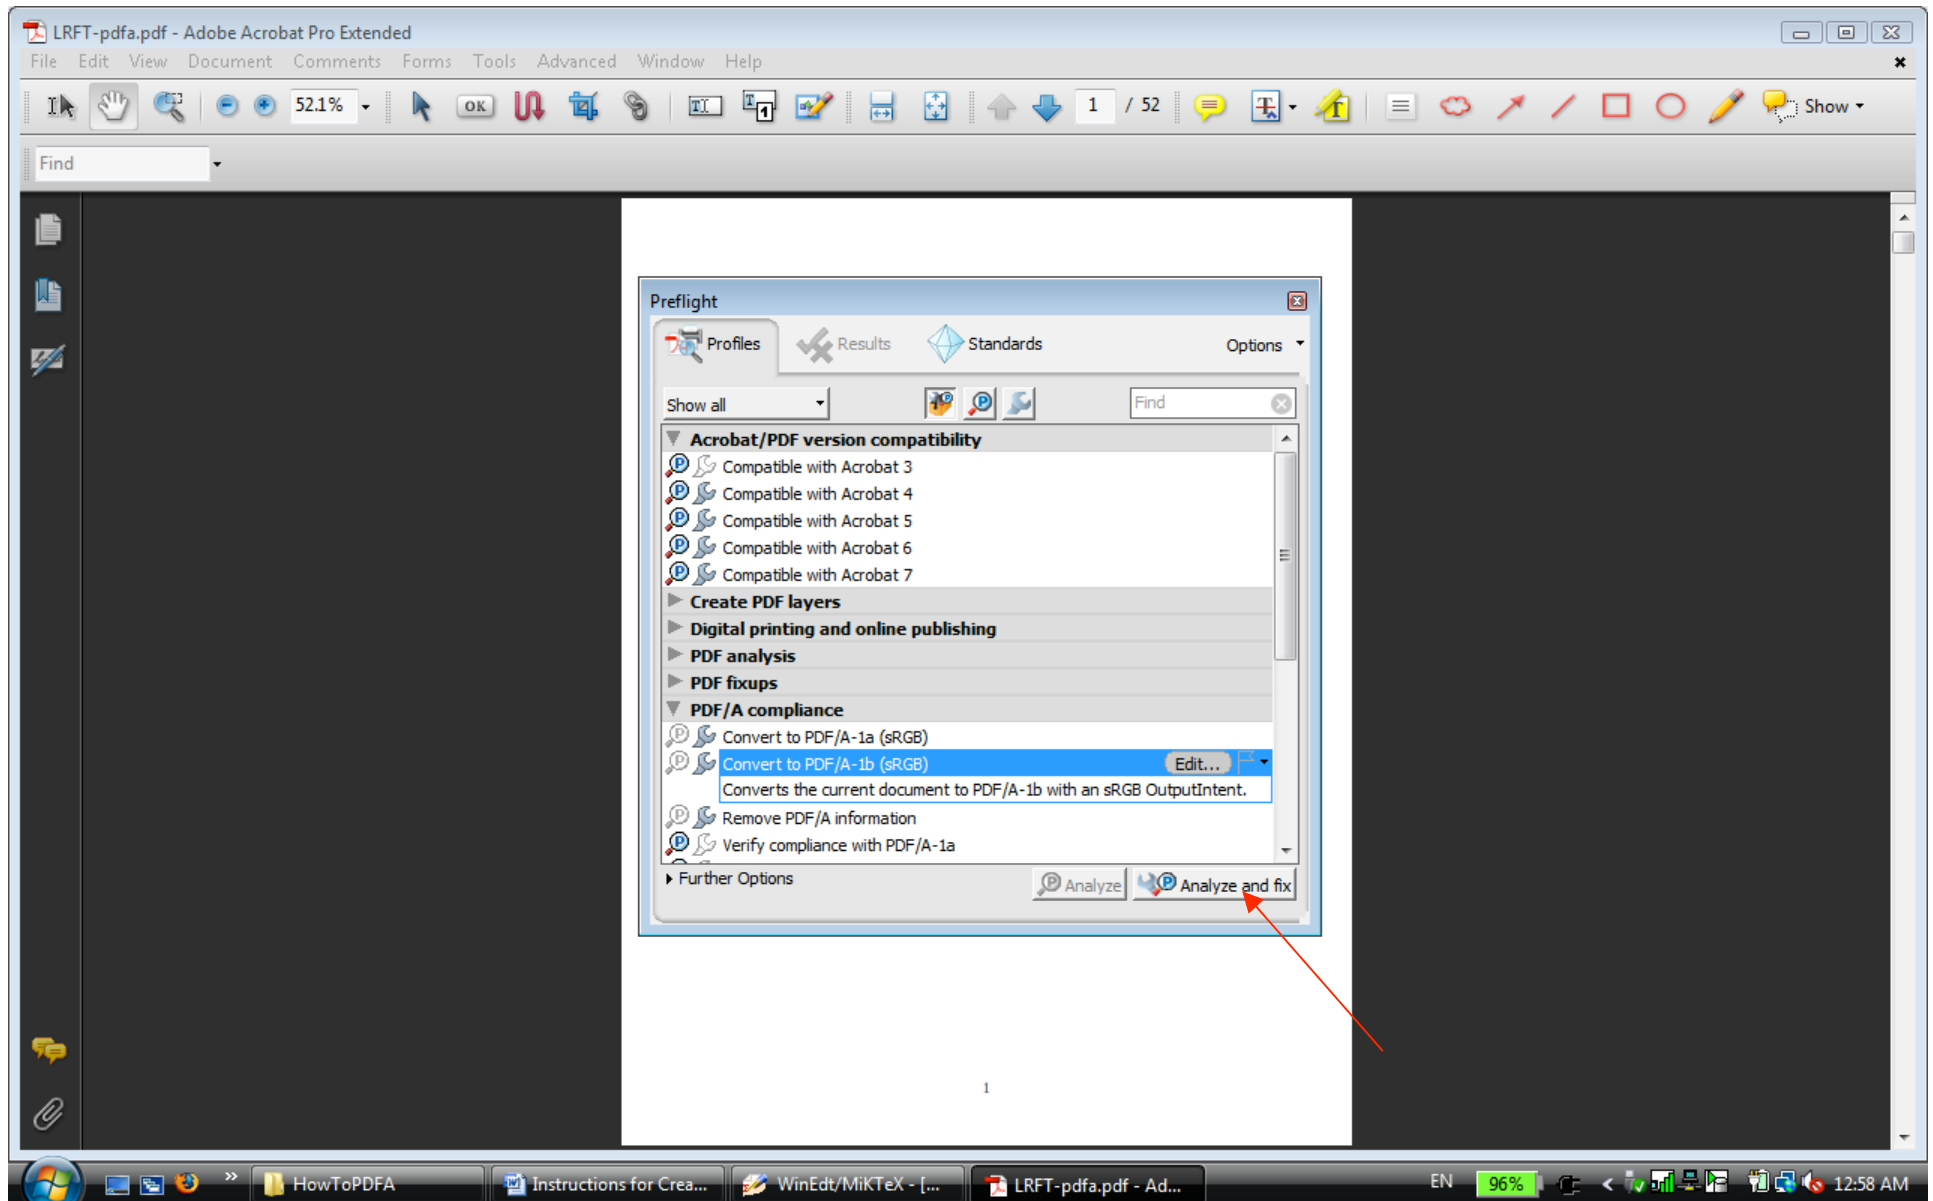 LRFT-pdfa.pdf - Adobe Acrobat Pro Extended
File Edit View Document Comments Forms Tools Advanced Window Help
52.1% OK 1 / 52 Show
Find
Preflight
Profiles Results Standards Options
Show all Find
Acrobat/PDF version compatibility
Compatible with Acrobat 3
Compatible with Acrobat 4
Compatible with Acrobat 5
Compatible with Acrobat 6
Compatible with Acrobat 7
Create PDF layers
Digital printing and online publishing
PDF analysis
PDF fixups
PDF/A compliance
Convert to PDF/A-1a (sRGB)
Convert to PDF/A-1b (sRGB) Edit...
Converts the current document to PDF/A-1b with an sRGB OutputIntent.
Remove PDF/A information
Verify compliance with PDF/A-1a
Further Options Analyze Analyze and fix
1
HowToPDFA Instructions for Crea... WinEdt/MiKTeX - [... LRFT-pdfa.pdf - Ad... EN 96% 12:58 AM